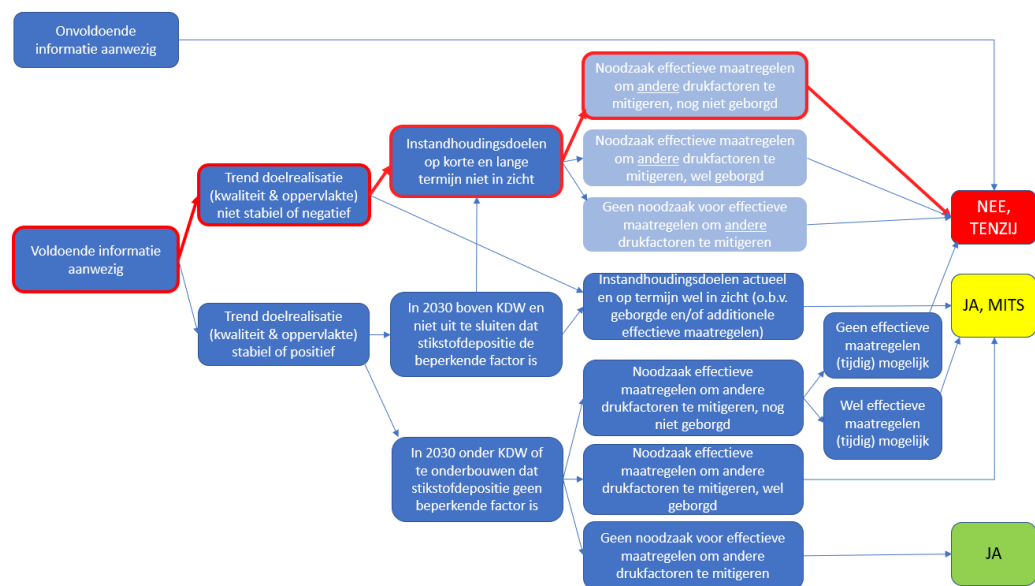 Onvoldoende
informatie aanwezig
Noodzaak effectieve maatregelen
om andere drukfactoren te
mitigeren, nog niet geborgd
Instandhoudingsdoelen
op korte en lange
termijn niet in zicht
Noodzaak effectieve maatregelen
om andere drukfactoren te
mitigeren, wel geborgd
Trend doelrealisatie
(kwaliteit & oppervlakte)
niet stabiel of negatief
Geen noodzaak voor effectieve
maatregelen om andere
drukfactoren te mitigeren
NEE,
TENZIJ
Voldoende informatie
aanwezig
Trend doelrealisatie
(kwaliteit & oppervlakte)
stabiel of positief
In 2030 boven KDW en
niet uit te sluiten dat
stikstofdepositie de
beperkende factor is
Instandhoudingsdoelen actueel
en op termijn wel in zicht (o.b.v.
geborgde en/of additionele
effectieve maatregelen)
JA, MITS
Geen effectieve
maatregelen
(tijdig) mogelijk
Noodzaak effectieve
maatregelen om andere
drukfactoren te mitigeren, nog
niet geborgd
Wel effectieve
maatregelen
(tijdig) mogelijk
In 2030 onder KDW of
te onderbouwen dat
stikstofdepositie geen
beperkende factor is
Noodzaak effectieve
maatregelen om andere
drukfactoren te mitigeren, wel
geborgd
Geen noodzaak voor effectieve
maatregelen om andere
drukfactoren te mitigeren
JA